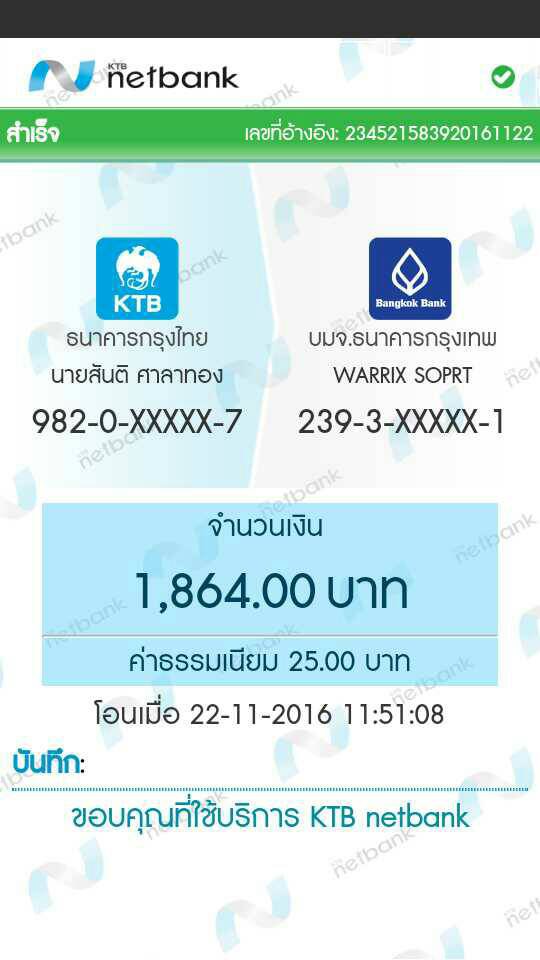 KTB netbank
สำเร็จ
เลขที่อ้างอิง: 234521583920161122
KTB
Bangkok Bank
ธนาคารกรุงไทย
บมจ.ธนาคารกรุงเทพ
นายสันติ ศาลาทอง
WARRIX SOPRT
982-0-XXXXX-7
239-3-XXXXX-1
จำนวนเงิน
1,864.00 บาท
ค่าธรรมเนียม 25.00 บาท
โอนเมื่อ 22-11-2016 11:51:08
บันทึก:
ขอบคุณที่ใช้บริการ KTB netbank